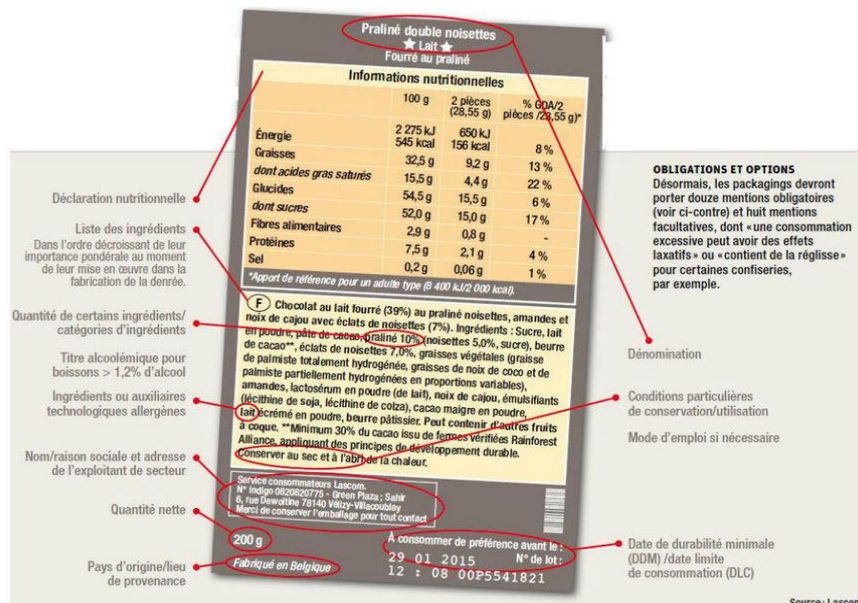 Praliné double noisettes
★ Lait ★
Fourré au praliné
Informations nutritionnelles
100 g 2 pièces (28,55 g) % GDA/2 pièces /28,55 g)*
Énergie 2 275 kJ 545 kcal 650 kJ 156 kcal 8 %
Graisses 32,5 g 9,2 g 13 %
dont acides gras saturés 15,5 g 4,4 g 22 %
Glucides 54,5 g 15,5 g 6 %
dont sucres 52,0 g 15,0 g 17 %
Fibres alimentaires 2,9 g 0,8 g -
Protéines 7,5 g 2,1 g 4 %
Sel 0,2 g 0,06 g 1 %
*Apport de référence pour un adulte type (8 400 kJ/2 000 kcal).
F Chocolat au lait fourré (39%) au praliné noisettes, amandes et
noix de cajou avec éclats de noisettes (7%). Ingrédients : Sucre, lait
en poudre, pâte de cacao, praliné 10% (noisettes 5,0%, sucre), beurre
de cacao**, éclats de noisettes 7,0%, graisses végétales (graisse
de palmiste totalement hydrogénée, graisses de noix de coco et de
palmiste partiellement hydrogénées en proportions variables),
amandes, lactosérum en poudre (de lait), noix de cajou, émulsifiants
(lécithine de soja, lécithine de colza), cacao maigre en poudre,
lait écrémé en poudre, beurre pâtissier. Peut contenir d'autres fruits
à coque. **Minimum 30% du cacao issu de fermes vérifiées Rainforest
Alliance, appliquant des principes de développement durable.
Conserver au sec et à l'abri de la chaleur.
Service consommateurs Lascom.
N° Indigo 0820820775 - Green Plaza ; Sahir
6, rue Dewoitine 78140 Vélizy-Villacoublay
Merci de conserver l'emballage pour tout contact
200 g
Fabriqué en Belgique
À consommer de préférence avant le :
29 01 2015 N° de lot :
12 : 08 00P5541821
Déclaration nutritionnelle
Liste des ingrédients
Dans l'ordre décroissant de leur
importance pondérale au moment
de leur mise en œuvre dans la
fabrication de la denrée.
Quantité de certains ingrédients/
catégories d'ingrédients
Titre alcoolémique pour
boissons > 1,2% d'alcool
Ingrédients ou auxiliaires
technologiques allergènes
Nom/raison sociale et adresse
de l'exploitant de secteur
Quantité nette
Pays d'origine/lieu
de provenance
OBLIGATIONS ET OPTIONS
Désormais, les packagings devront
porter douze mentions obligatoires
(voir ci-contre) et huit mentions
facultatives, dont «une consommation
excessive peut avoir des effets
laxatifs» ou «contient de la réglisse»
pour certaines confiseries,
par exemple.
Dénomination
Conditions particulières
de conservation/utilisation
Mode d'emploi si nécessaire
Date de durabilité minimale
(DDM) /date limite
de consommation (DLC)
Source: Lascom